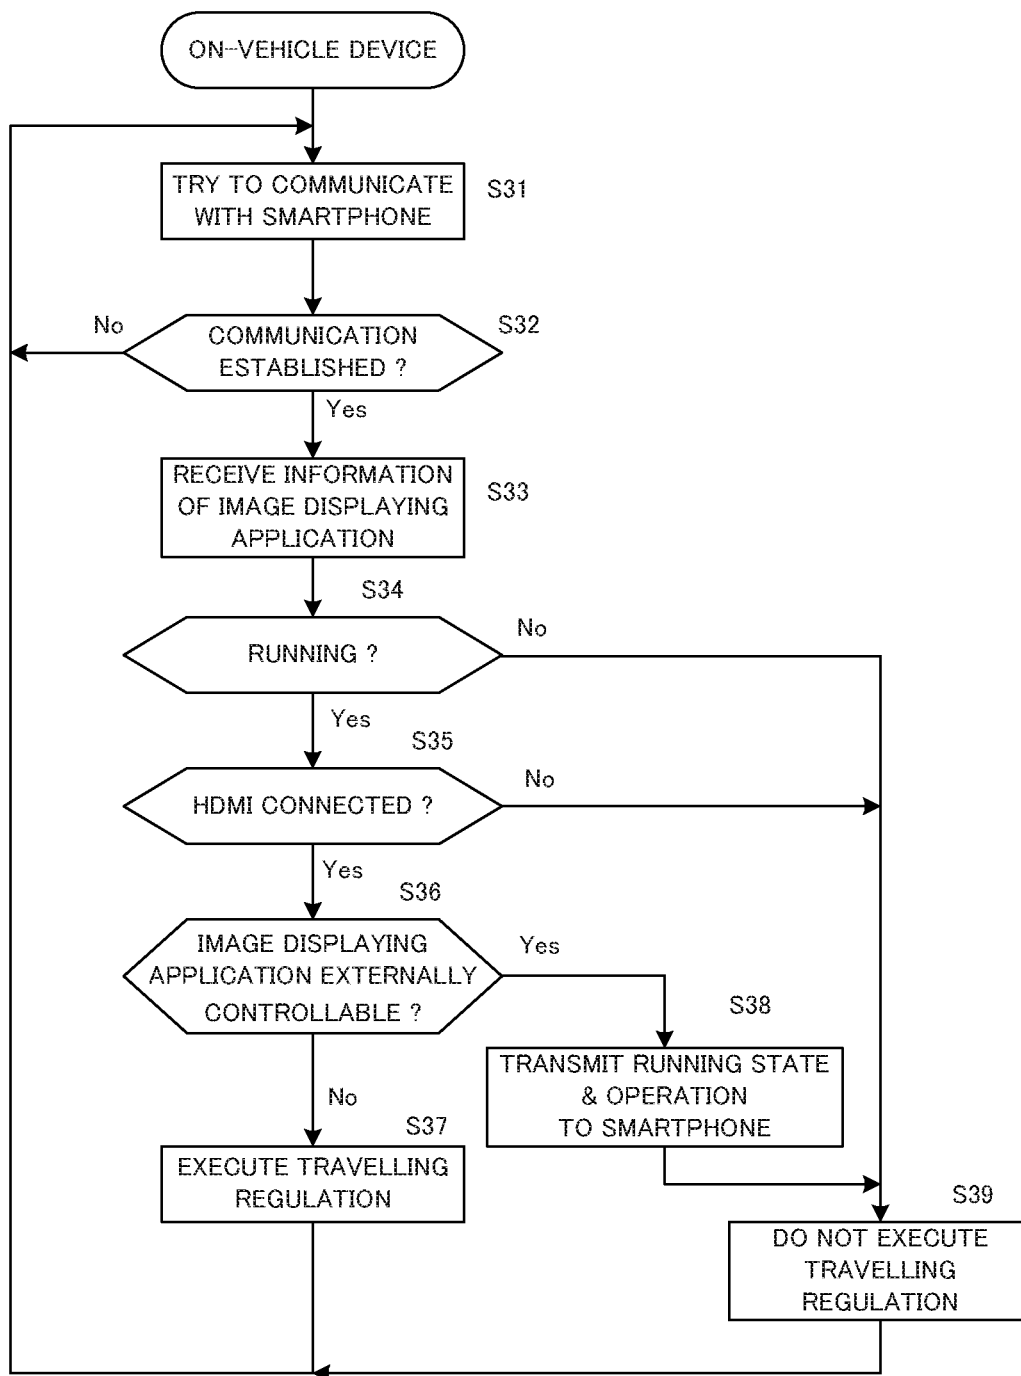 ON-VEHICLE DEVICE
TRY TO COMMUNICATE
WITH SMARTPHONE
S31
No
COMMUNICATION
ESTABLISHED ?
S32
Yes
RECEIVE INFORMATION
OF IMAGE DISPLAYING
APPLICATION
S33
S34
RUNNING ?
No
Yes
S35
HDMI CONNECTED ?
No
Yes
S36
IMAGE DISPLAYING
APPLICATION EXTERNALLY
CONTROLLABLE ?
Yes
S38
TRANSMIT RUNNING STATE
& OPERATION
TO SMARTPHONE
No
S37
EXECUTE TRAVELLING
REGULATION
S39
DO NOT EXECUTE
TRAVELLING
REGULATION